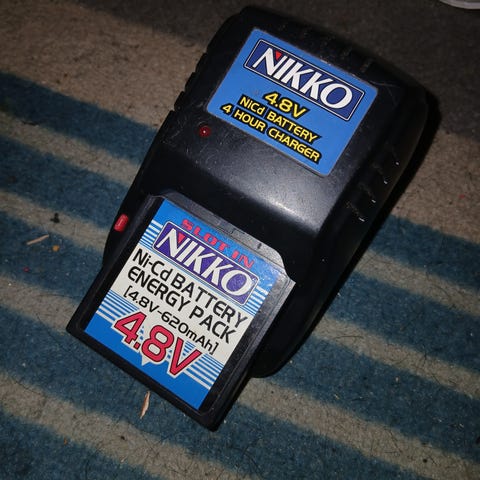 NIKKO
4.8V
NiCd BATTERY
4 HOUR CHARGER
SLOT IN
NIKKO
Ni-Cd BATTERY
ENERGY PACK
[4.8V-620mAh]
4.8V